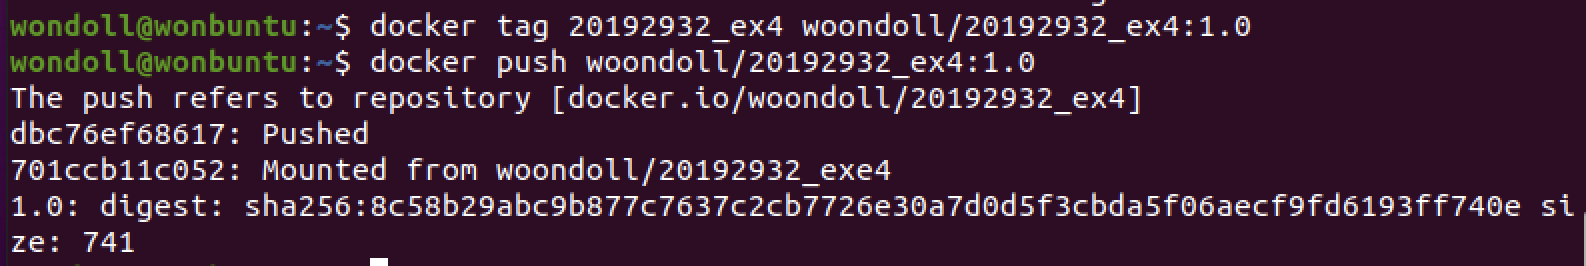 wondoll@wonbuntu:~$ docker tag 20192932_ex4 woondoll/20192932_ex4:1.0
wondoll@wonbuntu:~$ docker push woondoll/20192932_ex4:1.0
The push refers to repository [docker.io/woondoll/20192932_ex4]
dbc76ef68617: Pushed
701ccb11c052: Mounted from woondoll/20192932_exe4
1.0: digest: sha256:8c58b29abc9b877c7637c2cb7726e30a7d0d5f3cbda5f06aecf9fd6193ff740e si
ze: 741